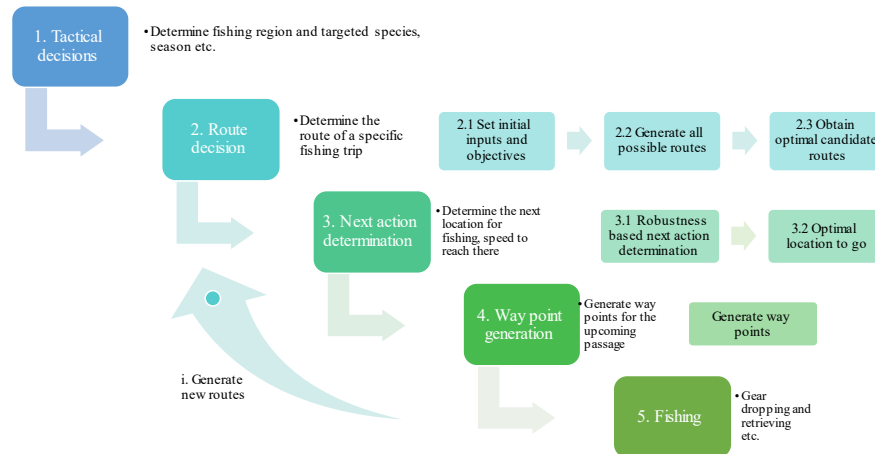 1. Tactical
decisions
•Determine fishing region and targeted species,
season etc.
2. Route
decision
•Determine the
route of a specific
fishing trip
2.1 Set initial
inputs and
objectives
2.2 Generate all
possible routes
2.3 Obtain
optimal candidate
routes
3. Next action
determination
•Determine the next
location for
fishing, speed to
reach there
3.1 Robustness
based next action
determination
3.2 Optimal
location to go
4. Way point
generation
•Generate way
points for the
upcoming
passage
Generate way
points
i. Generate
new routes
5. Fishing
•Gear
dropping and
retrieving
etc.